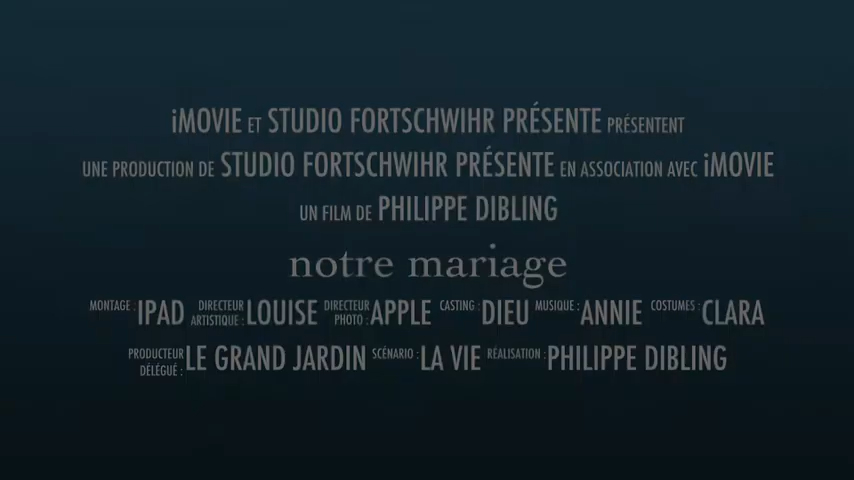 iMOVIE ET STUDIO FORTSCHWIHR PRÉSENTE PRÉSENTENT
UNE PRODUCTION DE STUDIO FORTSCHWIHR PRÉSENTE EN ASSOCIATION AVEC iMOVIE
UN FILM DE PHILIPPE DIBLING
notre mariage
MONTAGE : IPAD DIRECTEUR ARTISTIQUE : LOUISE DIRECTEUR PHOTO : APPLE CASTING : DIEU MUSIQUE : ANNIE COSTUMES : CLARA
PRODUCTEUR DÉLÉGUÉ : LE GRAND JARDIN SCÉNARIO : LA VIE RÉALISATION : PHILIPPE DIBLING